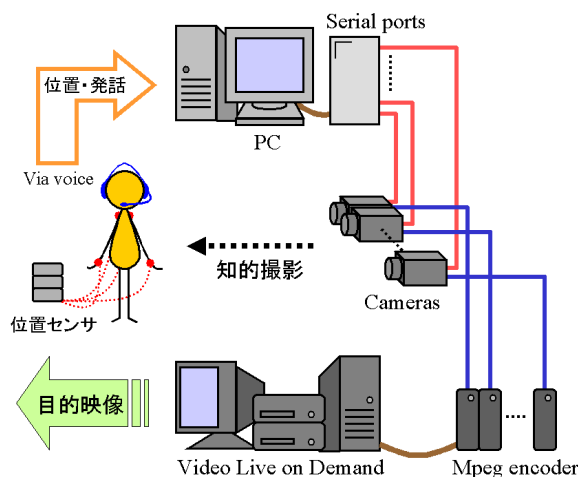 Serial ports
位置・発話
PC
Via voice
知的撮影
Cameras
位置センサ
目的映像
Video Live on Demand
Mpeg encoder